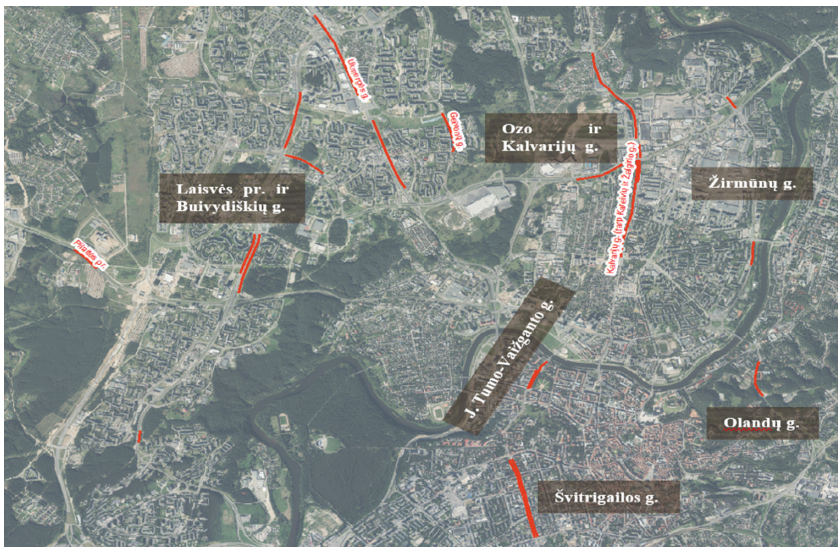 Ukmergės g.
Geležinio g.
Ozo ir
Kalvarijų g.
Laisvės pr. ir
Buivydiškių g.
Žirmūnų g.
Kalvarijų g. (tarp Kareivių ir Žalgirio g.)
Pilaitės pr.
J. Tumo-Vaižganto g.
Olandų g.
Švitrigailos g.